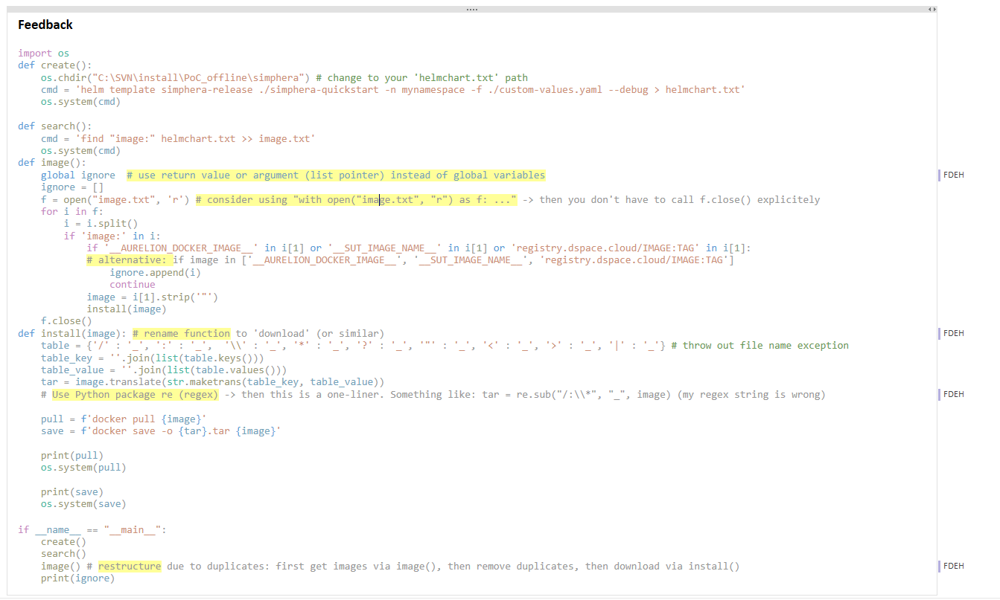 Feedback
import os
def create():
    os.chdir("C:\SVN\install\PoC_offline\simphera") # change to your 'helmchart.txt' path
    cmd = 'helm template simphera-release ./simphera-quickstart -n mynamespace -f ./custom-values.yaml --debug > helmchart.txt'
    os.system(cmd)
def search():
    cmd = 'find "image:" helmchart.txt >> image.txt'
    os.system(cmd)
def image():
    global ignore  # use return value or argument (list pointer) instead of global variables FDEH
    ignore = []
    f = open("image.txt", 'r') # consider using "with open("image.txt", "r") as f: ..." -> then you don't have to call f.close() explicitely
    for i in f:
        i = i.split()
        if 'image:' in i:
            if '__AURELION_DOCKER_IMAGE__' in i[1] or '__SUT_IMAGE_NAME__' in i[1] or 'registry.dspace.cloud/IMAGE:TAG' in i[1]:
            # alternative: if image in ['__AURELION_DOCKER_IMAGE__', '__SUT_IMAGE_NAME__', 'registry.dspace.cloud/IMAGE:TAG']
                ignore.append(i)
                continue
            image = i[1].strip('"')
            install(image)
    f.close()
def install(image): # rename function to 'download' (or similar) FDEH
    table = {'/' : '_', ':' : '_',  '\\' : '_', '*' : '_', '?' : '_', '"' : '_', '<' : '_', '>' : '_', '|' : '_'} # throw out file name exception
    table_key = ''.join(list(table.keys()))
    table_value = ''.join(list(table.values()))
    tar = image.translate(str.maketrans(table_key, table_value))
    # Use Python package re (regex) -> then this is a one-liner. Something like: tar = re.sub("/:\\*", "_", image) (my regex string is wrong) FDEH
    pull = f'docker pull {image}'
    save = f'docker save -o {tar}.tar {image}'
    print(pull)
    os.system(pull)
    print(save)
    os.system(save)
if __name__ == "__main__":
    create()
    search()
    image() # restructure due to duplicates: first get images via image(), then remove duplicates, then download via install() FDEH
    print(ignore)